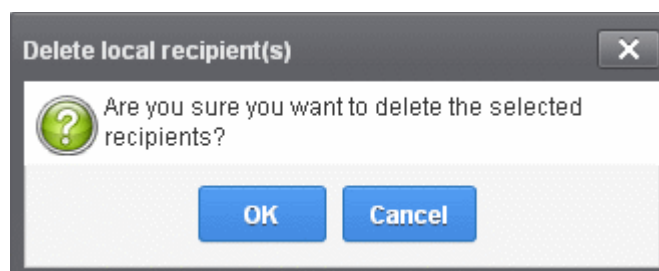 Delete local recipient(s)
Are you sure you want to delete the selected
recipients?
OK
Cancel